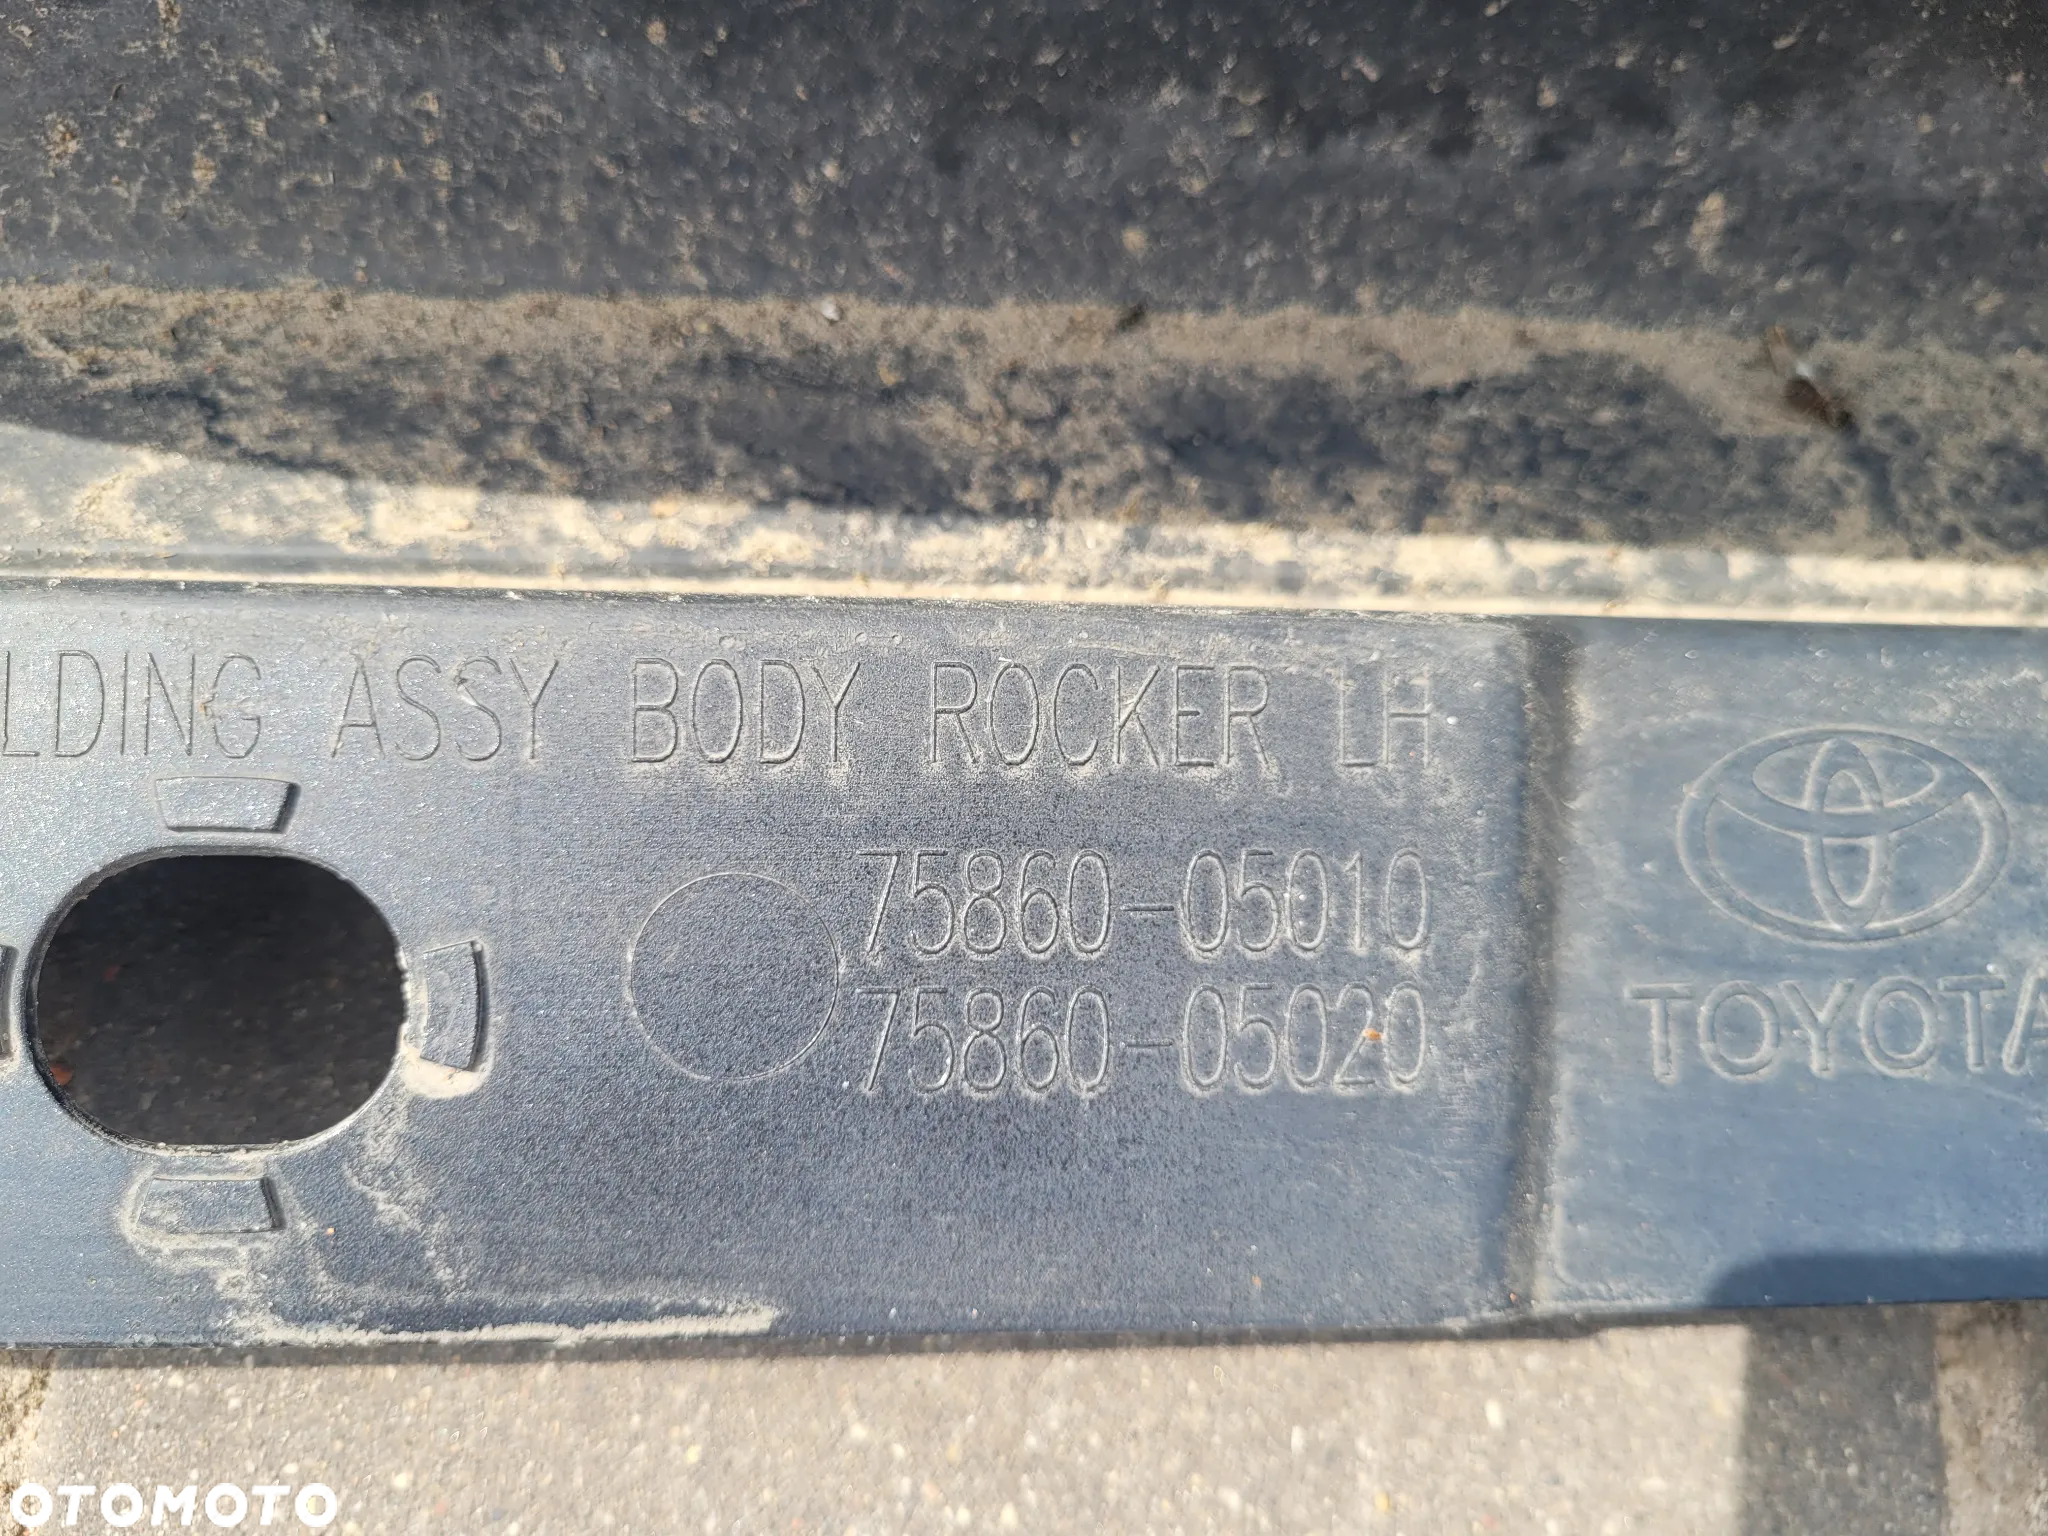 LDING ASSY BODY ROCKER LH
75860-05010
75860-05020
TOYOTA
OTOMOTO